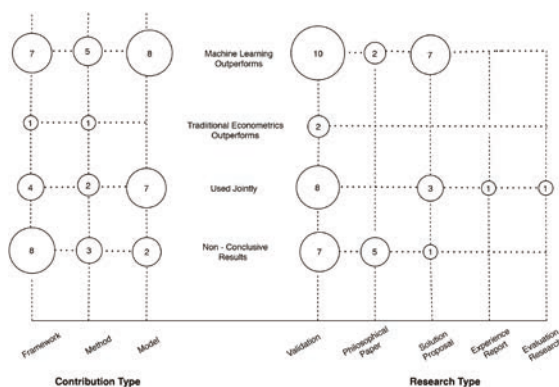 7 5 8 Machine Learning Outperforms 10 2 7
1 1 Traditional Econometrics Outperforms 2
4 2 7 Used Jointly 8 3 1 1
8 3 2 Non - Conclusive Results 7 5 1
Framework Method Model Validation Philosophical Paper Solution Proposal Experience Report Evaluation Research
Contribution Type Research Type